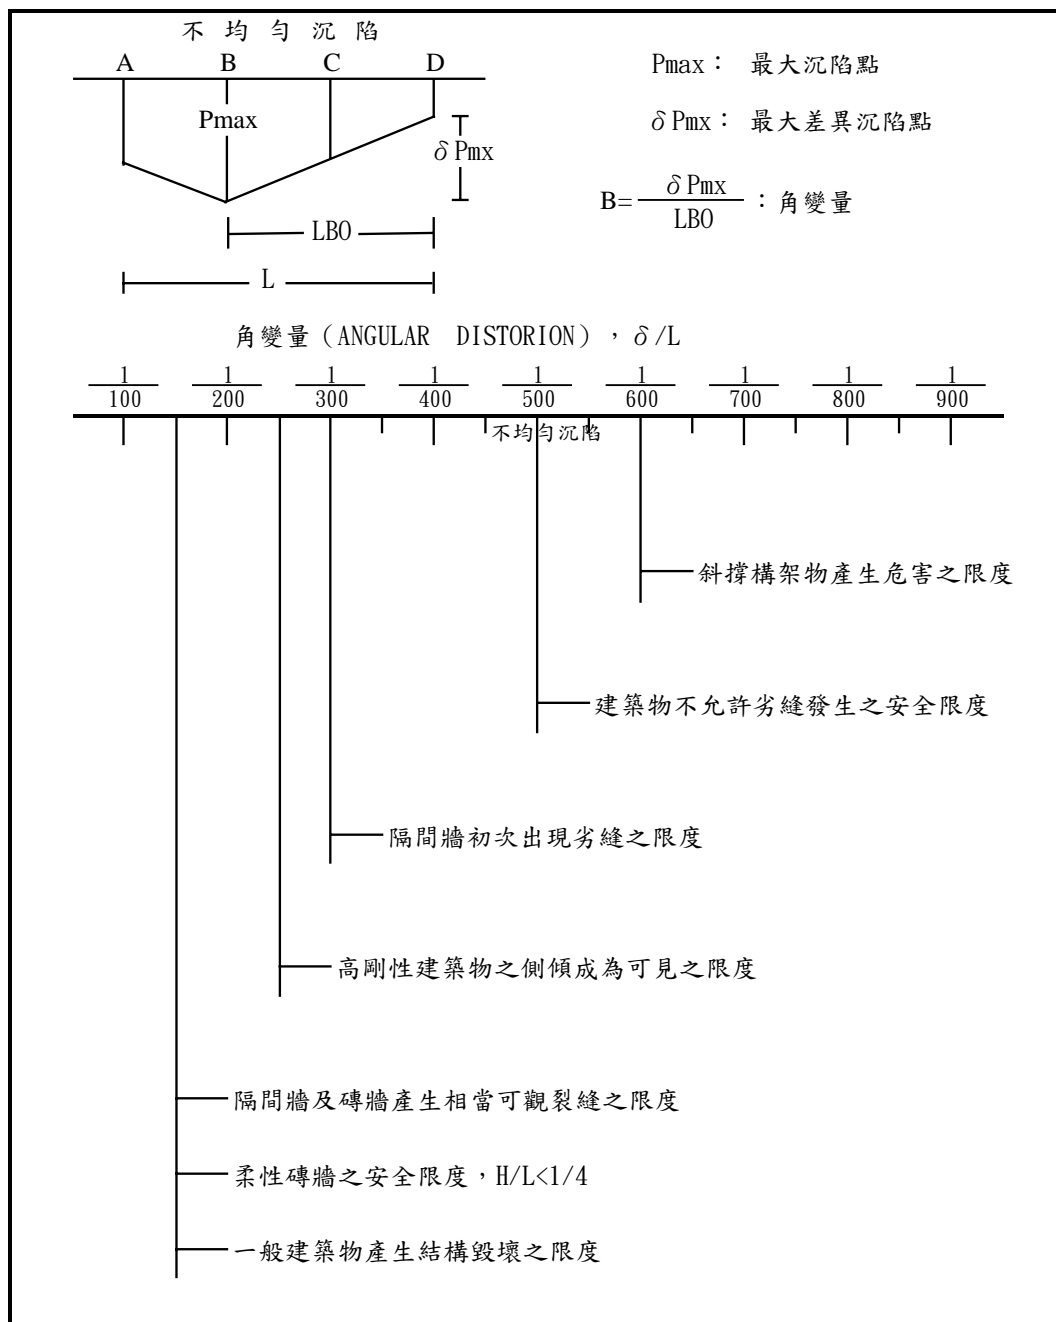 不均勻沉陷
A B C D
Pmax
δPmx
LBO
L
Pmax： 最大沉陷點
δPmx： 最大差異沉陷點
B=δPmx/LBO：角變量
角變量（ANGULAR DISTORION），δ/L
1/100 1/200 1/300 1/400 1/500 1/600 1/700 1/800 1/900
不均勻沉陷
斜撐構架物產生危害之限度
建築物不允許劣縫發生之安全限度
隔間牆初次出現劣縫之限度
高剛性建築物之側傾成為可見之限度
隔間牆及磚牆產生相當可觀裂縫之限度
柔性磚牆之安全限度，H/L<1/4
一般建築物產生結構毀壞之限度